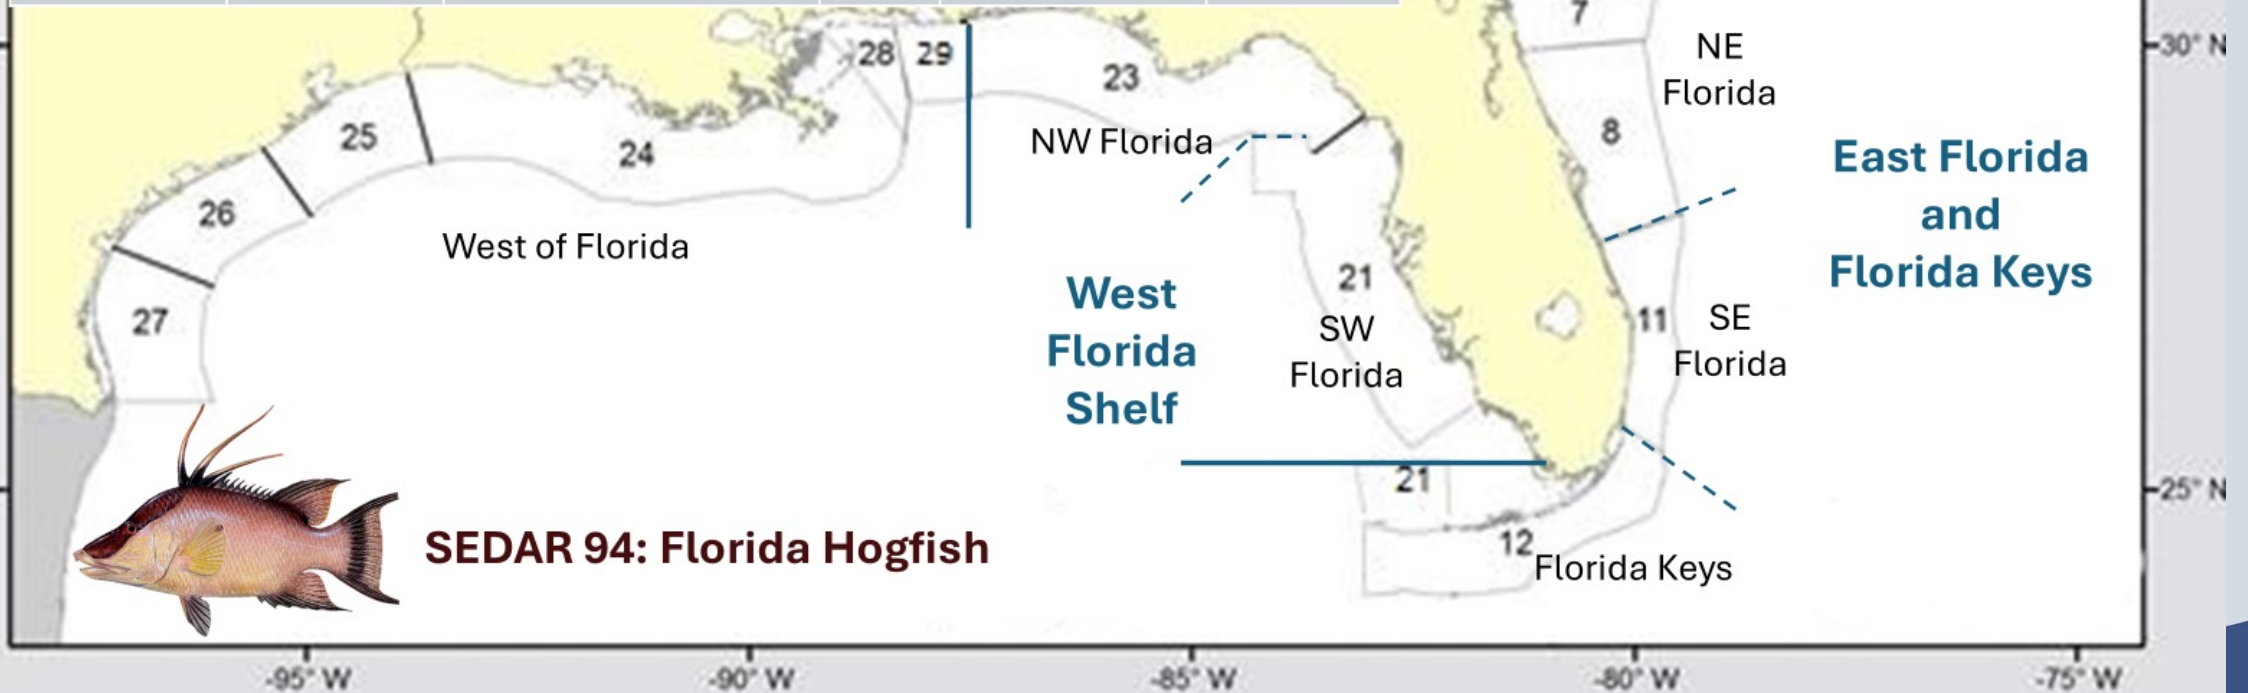 7
NE
Florida
30° N
28
29
23
8
25
24
NW Florida
East Florida
and
Florida Keys
26
West of Florida
21
27
West
Florida
Shelf
SW
Florida
11
SE
Florida
21
25° N
12
Florida Keys
SEDAR 94: Florida Hogfish
-95° W
-90° W
-85° W
-80° W
-75° W